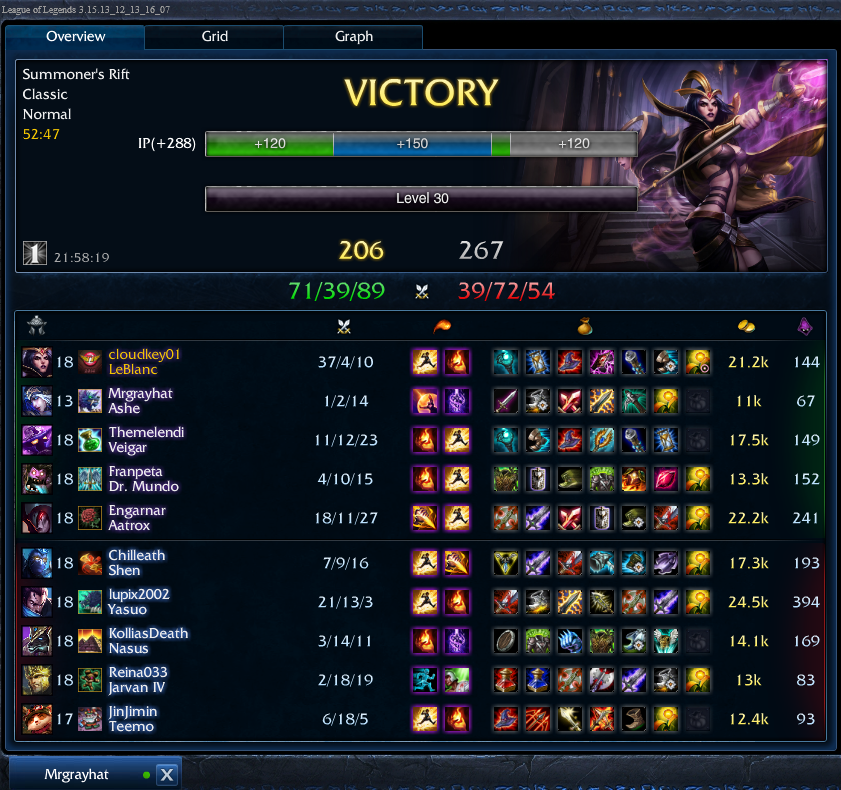 League of Legends 3.15.13_12_13_16_07
Overview Grid Graph
Summoner's Rift
Classic
Normal
52:47
VICTORY
IP(+288) +120 +150 +120
Level 30
1 21:58:19
206 267
71/39/89 39/72/54
18 cloudkey01 37/4/10 21.2k 144
LeBlanc
13 Mrgrayhat 1/2/14 11k 67
Ashe
18 Themelendi 11/12/23 17.5k 149
Veigar
18 Franpeta 4/10/15 13.3k 152
Dr. Mundo
18 Engarnar 18/11/27 22.2k 241
Aatrox
18 Chilleath 7/9/16 17.3k 193
Shen
18 lupix2002 21/13/3 24.5k 394
Yasuo
18 KolliasDeath 3/14/11 14.1k 169
Nasus
18 Reina033 2/18/19 13k 83
Jarvan IV
17 JinJimin 6/18/5 12.4k 93
Teemo
Mrgrayhat X